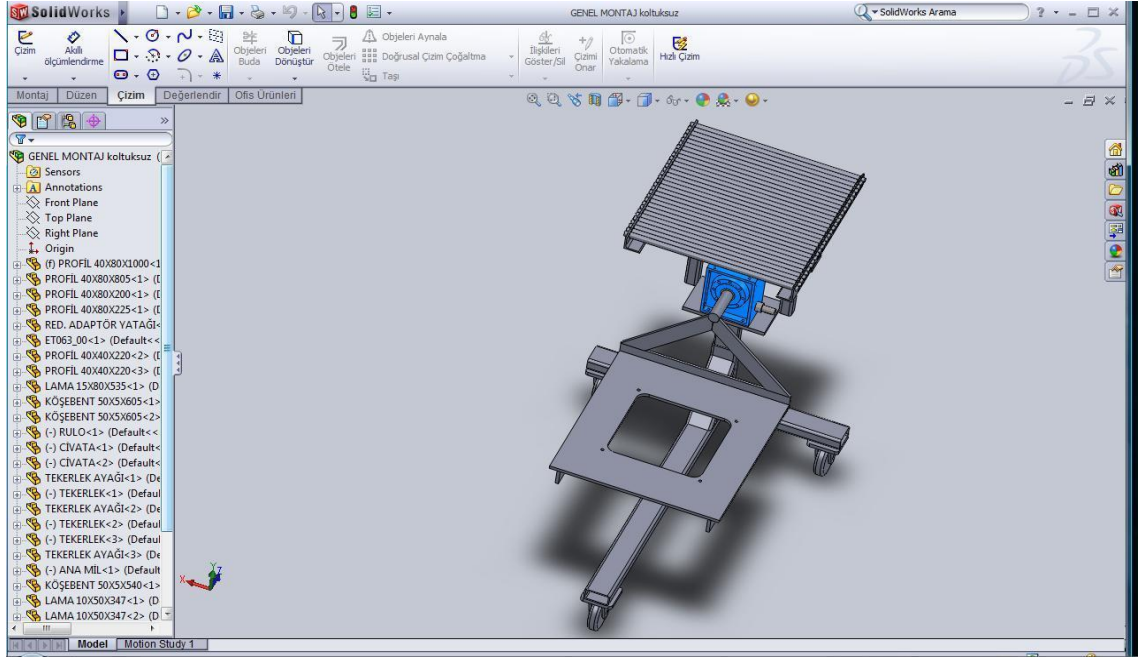 SolidWorks
GENEL MONTAJ koltuksuz
SolidWorks Arama
Çizim
Akıllı ölçümlendirme
Objeleri Buda
Objeleri Dönüştür
Objeleri Ötele
Objeleri Aynala
Doğrusal Çizim Çoğaltma
Taşı
İlişkileri Göster/Sil
Çizimi Onar
Otomatik Yakalama
Hızlı Çizim
Montaj Düzen Çizim Değerlendir Ofis Ürünleri
GENEL MONTAJ koltuksuz (
Sensors
Annotations
Front Plane
Top Plane
Right Plane
Origin
(f) PROFİL 40X80X1000<1
PROFİL 40X80X805<1> (D
PROFİL 40X80X200<1> (D
PROFİL 40X80X225<1> (D
RED. ADAPTÖR YATAĞI<
ET063_00<1> (Default<<
PROFİL 40X40X220<2> (D
PROFİL 40X40X220<3> (D
LAMA 15X80X535<1> (D
KÖŞEBENT 50X5X605<1>
KÖŞEBENT 50X5X605<2>
(-) RULO<1> (Default<<
(-) CİVATA<1> (Default<
(-) CİVATA<2> (Default<
TEKERLEK AYAĞI<1> (De
(-) TEKERLEK<1> (Defaul
TEKERLEK AYAĞI<2> (De
(-) TEKERLEK<2> (Defaul
(-) TEKERLEK<3> (Defaul
TEKERLEK AYAĞI<3> (De
(-) ANA MİL<1> (Default
KÖŞEBENT 50X5X540<1>
LAMA 10X50X347<1> (D
LAMA 10X50X347<2> (D
X Y Z
Model Motion Study 1